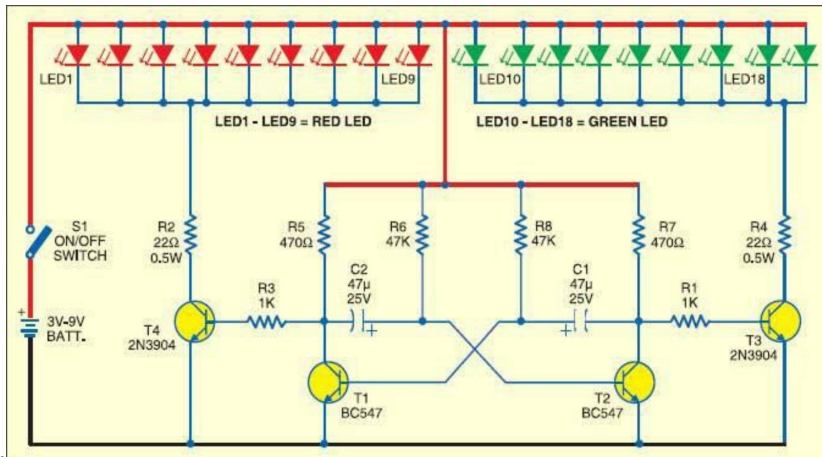 LED1
LED9
LED10
LED18
LED1 - LED9 = RED LED
LED10 - LED18 = GREEN LED
S1
ON/OFF
SWITCH
R2
22Ω
0.5W
R5
470Ω
R6
47K
R8
47K
R7
470Ω
R4
22Ω
0.5W
R3
1K
C2
47µ
25V
+
C1
47µ
25V
+
R1
1K
+
3V-9V
BATT.
T4
2N3904
T3
2N3904
T1
BC547
T2
BC547